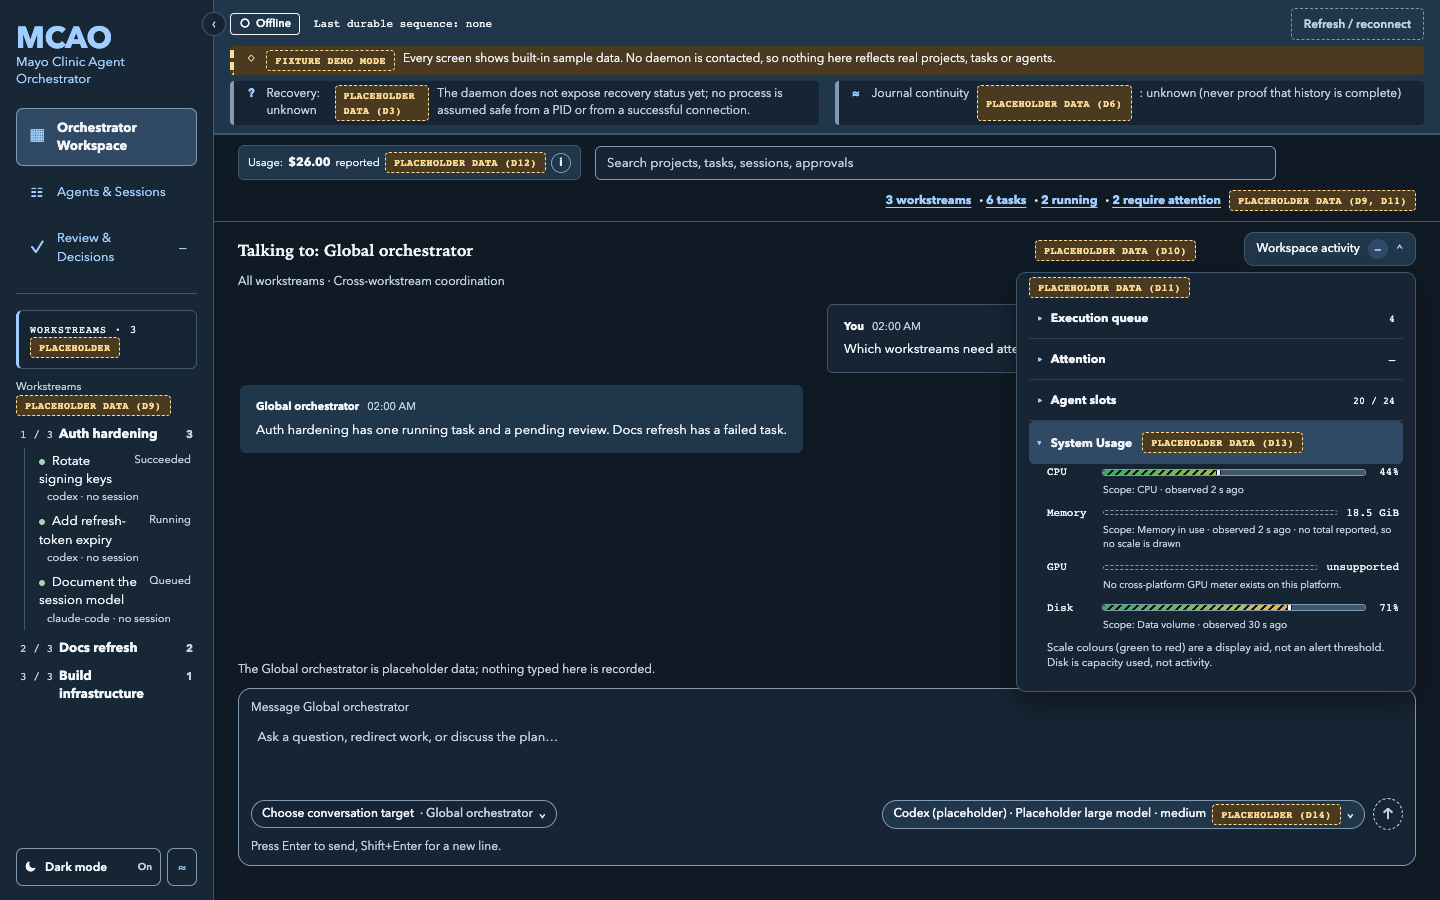 MCAO
Mayo Clinic Agent
Orchestrator
Orchestrator
Workspace
Agents & Sessions
Review &
Decisions
–
WORKSTREAMS · 3
PLACEHOLDER
Workstreams
PLACEHOLDER DATA (D9)
1 / 3 Auth hardening 3
Rotate Succeeded
signing keys
codex · no session
Add refresh- Running
token expiry
codex · no session
Document the Queued
session model
claude-code · no session
2 / 3 Docs refresh 2
3 / 3 Build 1
infrastructure
Dark mode On
≈
‹
Offline Last durable sequence: none
Refresh / reconnect
◇ FIXTURE DEMO MODE Every screen shows built-in sample data. No daemon is contacted, so nothing here reflects real projects, tasks or agents.
? Recovery:
unknown
PLACEHOLDER
DATA (D3)
The daemon does not expose recovery status yet; no process is
assumed safe from a PID or from a successful connection.
≈ Journal continuity PLACEHOLDER DATA (D6) : unknown (never proof that history is complete)
Usage: $26.00 reported PLACEHOLDER DATA (D12) i
Search projects, tasks, sessions, approvals
3 workstreams · 6 tasks · 2 running · 2 require attention PLACEHOLDER DATA (D9, D11)
Talking to: Global orchestrator
PLACEHOLDER DATA (D10)
Workspace activity – ^
All workstreams · Cross-workstream coordination
You 02:00 AM
Which workstreams need atte
Global orchestrator 02:00 AM
Auth hardening has one running task and a pending review. Docs refresh has a failed task.
PLACEHOLDER DATA (D11)
Execution queue 4
Attention –
Agent slots 20 / 24
System Usage PLACEHOLDER DATA (D13)
CPU 44%
Scope: CPU · observed 2 s ago
Memory 18.5 GiB
Scope: Memory in use · observed 2 s ago · no total reported, so
no scale is drawn
GPU unsupported
No cross-platform GPU meter exists on this platform.
Disk 71%
Scope: Data volume · observed 30 s ago
Scale colours (green to red) are a display aid, not an alert threshold.
Disk is capacity used, not activity.
The Global orchestrator is placeholder data; nothing typed here is recorded.
Message Global orchestrator
Ask a question, redirect work, or discuss the plan…
Choose conversation target · Global orchestrator
Codex (placeholder) · Placeholder large model · medium PLACEHOLDER (D14)
Press Enter to send, Shift+Enter for a new line.